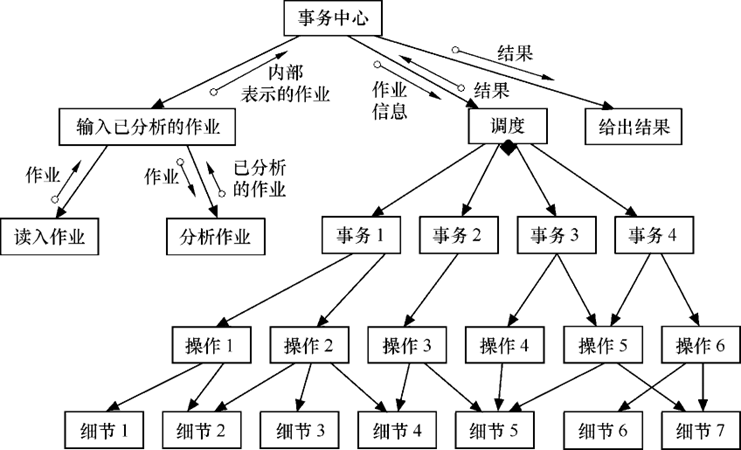 事务中心
结果
内部
表示的作业
作业
信息
结果
输入已分析的作业
调度
给出结果
作业
作业
已分析
的作业
读入作业
分析作业
事务 1
事务 2
事务 3
事务 4
操作 1
操作 2
操作 3
操作 4
操作 5
操作 6
细节 1
细节 2
细节 3
细节 4
细节 5
细节 6
细节 7